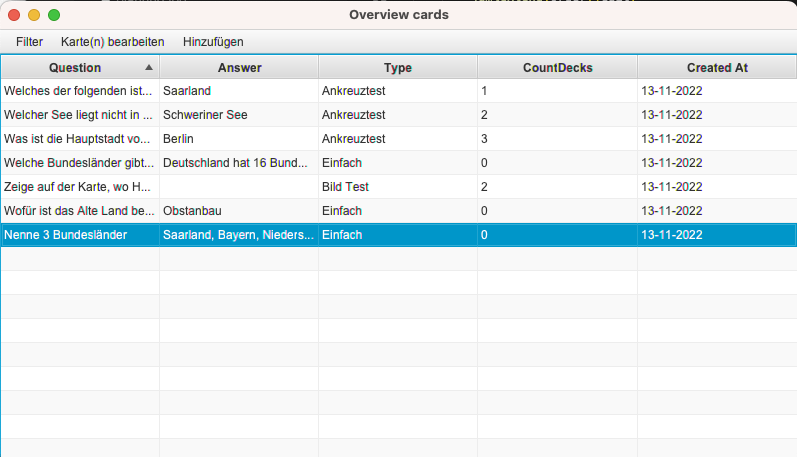 Overview cards
Filter Karte(n) bearbeiten Hinzufügen
Question Answer Type CountDecks Created At
Welches der folgenden ist... Saarland Ankreuztest 1 13-11-2022
Welcher See liegt nicht in ... Schweriner See Ankreuztest 2 13-11-2022
Was ist die Hauptstadt vo... Berlin Ankreuztest 3 13-11-2022
Welche Bundesländer gibt... Deutschland hat 16 Bund... Einfach 0 13-11-2022
Zeige auf der Karte, wo H... Bild Test 2 13-11-2022
Wofür ist das Alte Land be... Obstanbau Einfach 0 13-11-2022
Nenne 3 Bundesländer Saarland, Bayern, Nieders... Einfach 0 13-11-2022